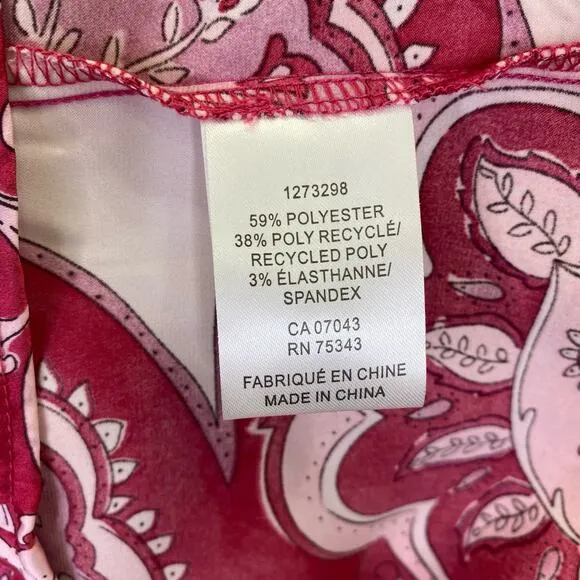 1273298
59% POLYESTER
38% POLY RECYCLÉ/
RECYCLED POLY
3% ÉLASTHANNE/
SPANDEX
CA 07043
RN 75343
FABRIQUÉ EN CHINE
MADE IN CHINA